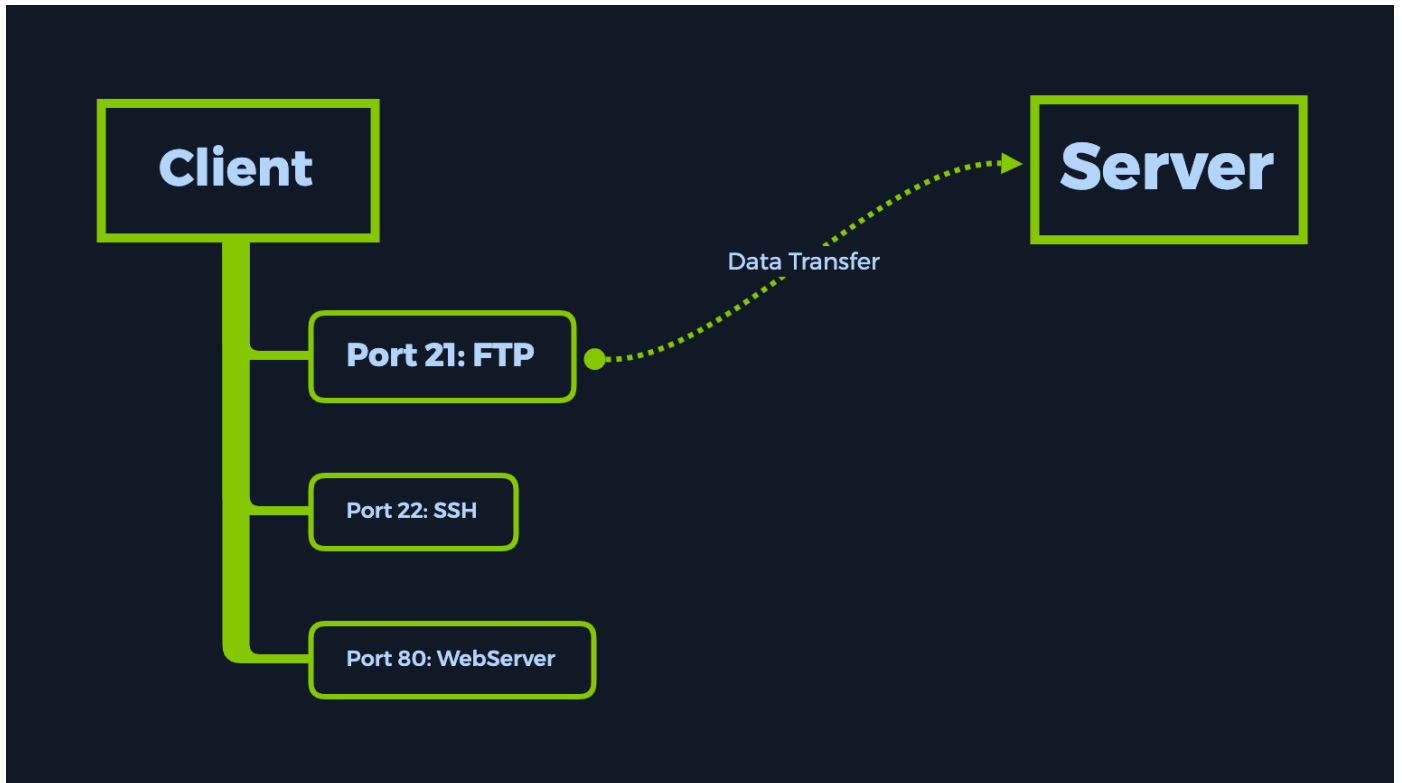 Client
Server
Data Transfer
Port 21: FTP
Port 22: SSH
Port 80: WebServer